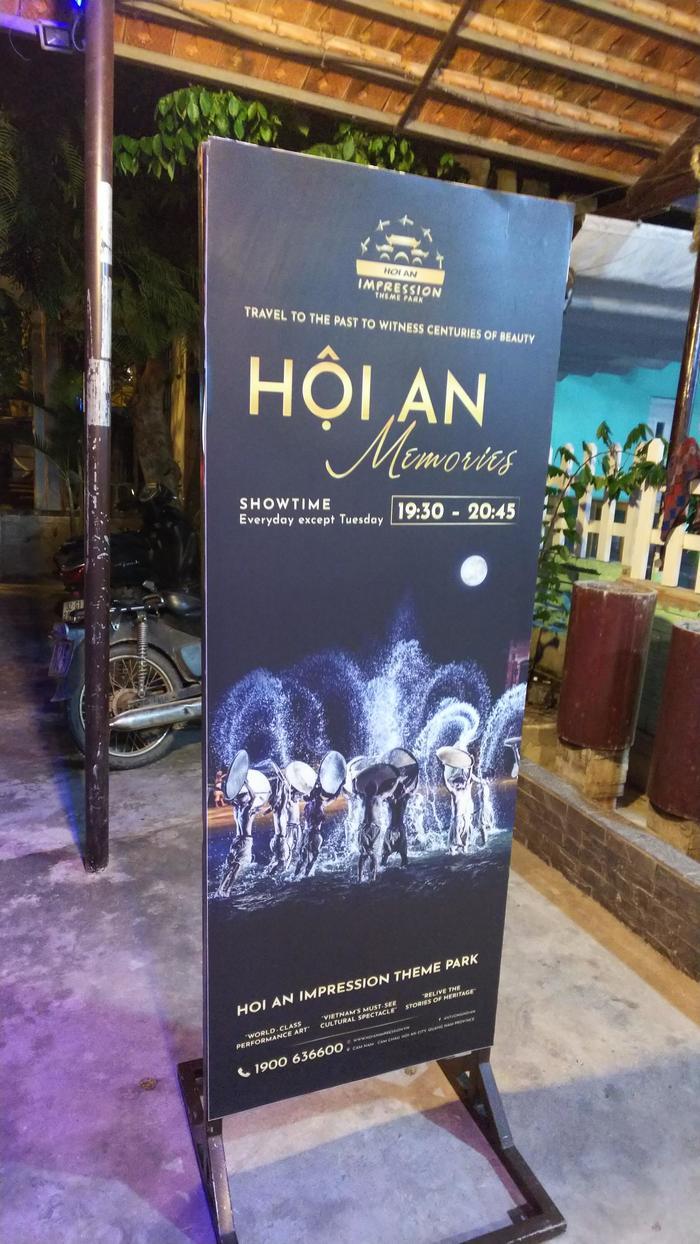 HOI AN
IMPRESSION
THEME PARK
TRAVEL TO THE PAST TO WITNESS CENTURIES OF BEAUTY
HỘI AN
Memories
SHOWTIME
Everyday except Tuesday
19:30 - 20:45
HOI AN IMPRESSION THEME PARK
"WORLD-CLASS
PERFORMANCE ART"
"VIETNAM'S MUST-SEE
CULTURAL SPECTACLE"
"RELIVE THE
STORIES OF HERITAGE"
1900 636600